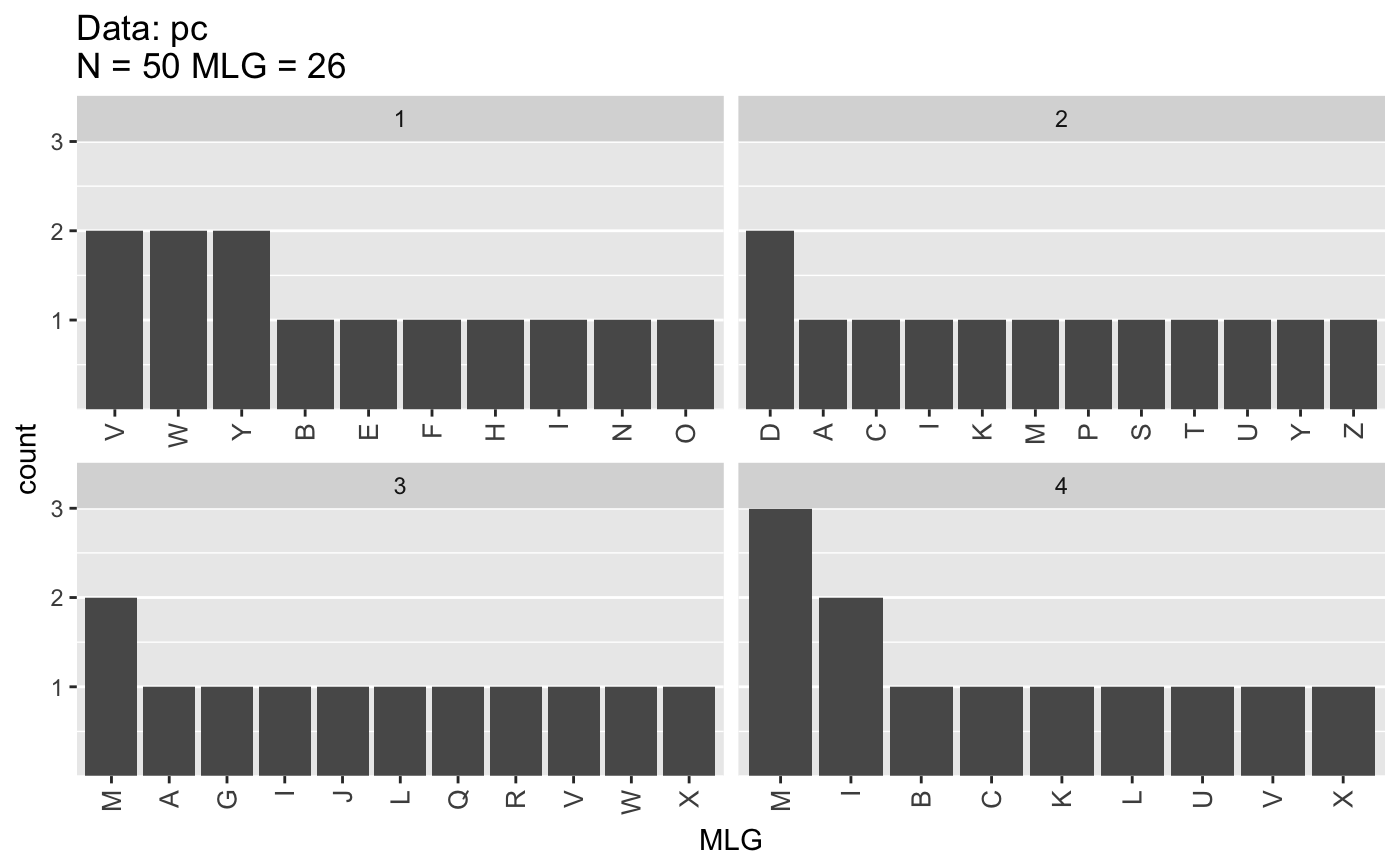 Data: pc
N = 50 MLG = 26
1
2
3
2
1
V W Y B E F H I N O
D A C I K M P S T U Y Z
count
3
4
3
2
1
M A G I J L Q R V W X
M I B C K L U V X
MLG